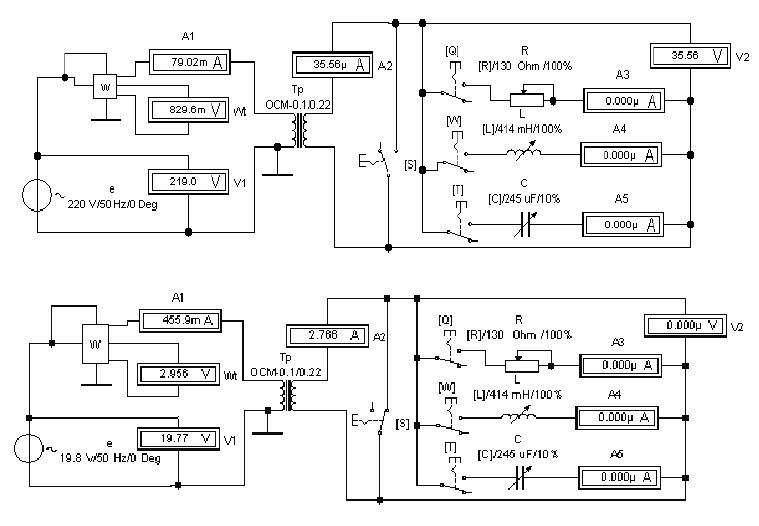 A1
79.02m A
W
829.6m V Wt
219.0 V V1
e
220 V/50 Hz/0 Deg
Tp
OCM-0.1/0.22
35.56µ A A2
[S]
[Q] R
[R]/130 Ohm /100%
A3
0.000µ A
L
[W] [L]/414 mH/100% A4
0.000µ A
[T] C
[C]/245 uF/10% A5
0.000µ A
35.56 V V2
A1
455.9m A
W
2.956 V Wt
19.77 V V1
e
19.8 V/50 Hz/0 Deg
Tp
OCM-0.1/0.22
2.766 A A2
[S]
[Q] R
[R]/130 Ohm /100%
A3
0.000µ A
L
[W] [L]/414 mH/100% A4
0.000µ A
[T] C
[C]/245 uF/10% A5
0.000µ A
0.000µ V V2